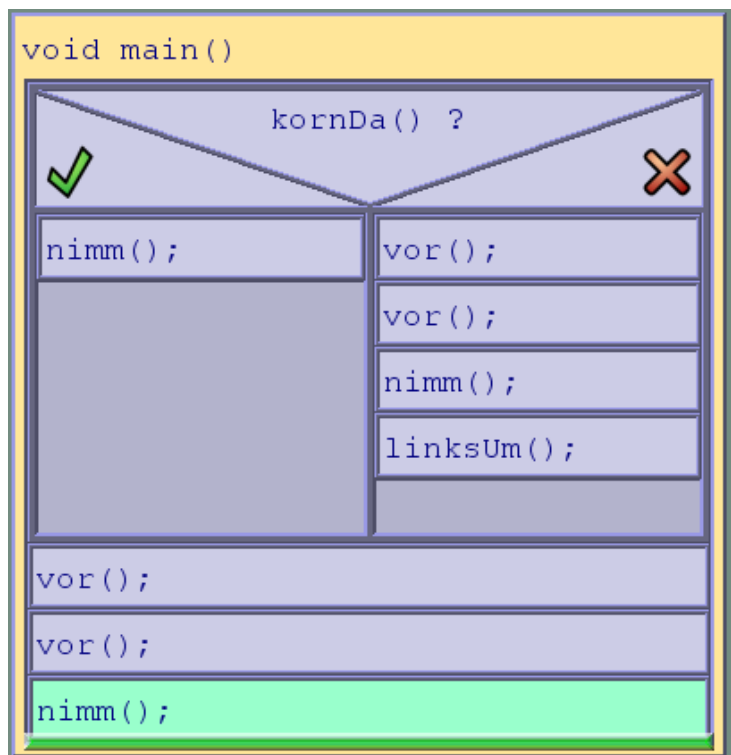 void main()
kornDa() ?
nimm();
vor();
vor();
nimm();
linksUm();
vor();
vor();
nimm();